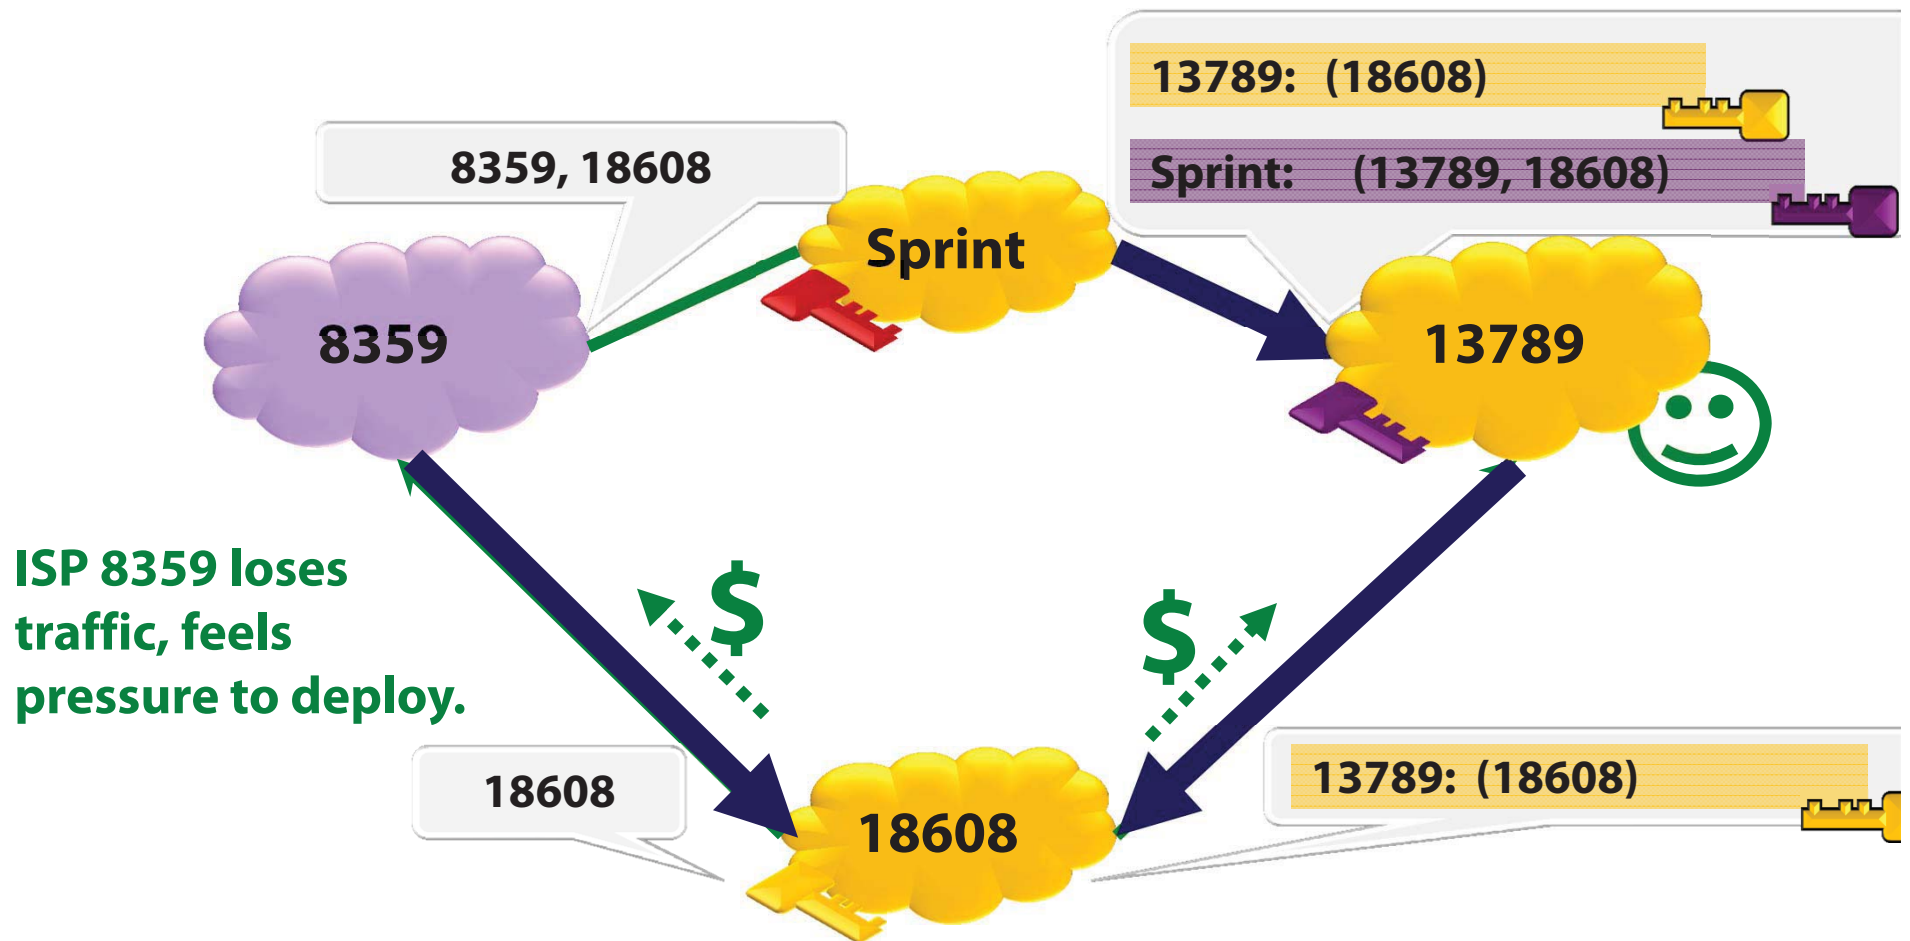 13789: (18608)
8359, 18608
Sprint: (13789, 18608)
Sprint
8359
13789
ISP 8359 loses
traffic, feels
pressure to deploy.
$
$
18608
13789: (18608)
18608